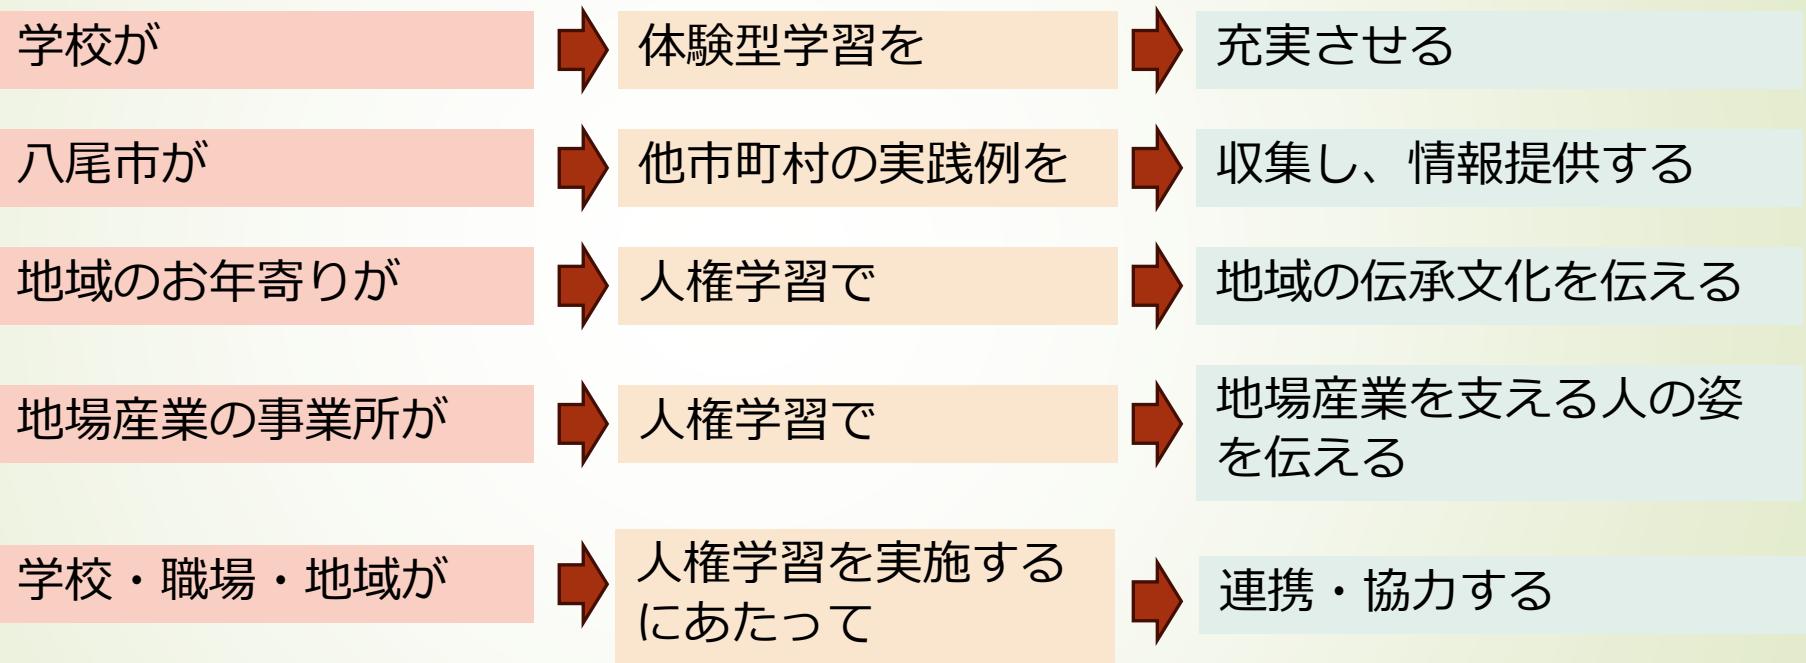 学校が
体験型学習を
充実させる
八尾市が
他市町村の実践例を
収集し、情報提供する
地域のお年寄りが
人権学習で
地域の伝承文化を伝える
地場産業の事業所が
人権学習で
地場産業を支える人の姿
を伝える
学校・職場・地域が
人権学習を実施する
にあたって
連携・協力する